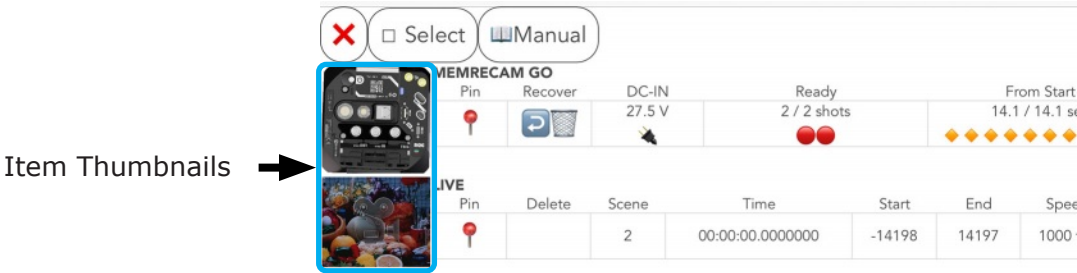 Select Manual
MEMRECAM GO
Pin Recover DC-IN Ready From Start
27.5 V 2 / 2 shots 14.1 / 14.1 se
Item Thumbnails
LIVE
Pin Delete Scene Time Start End Spee
2 00:00:00.0000000 -14198 14197 1000